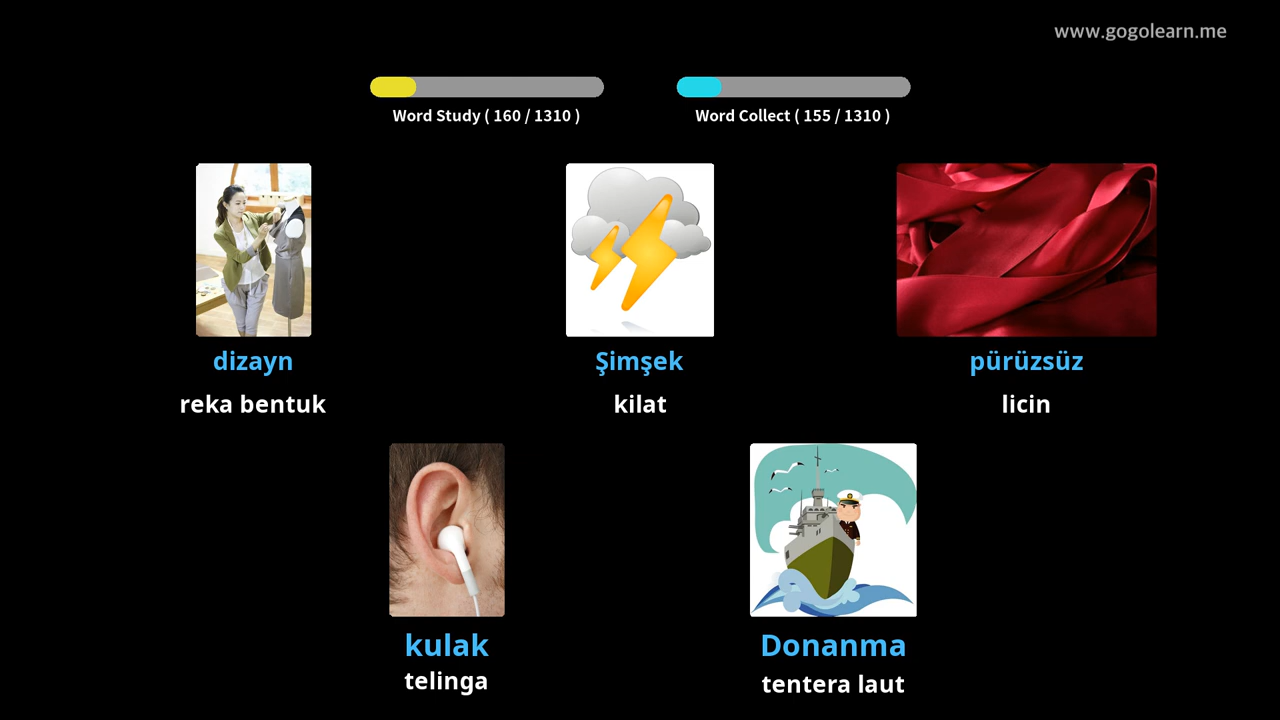 www.gogolearn.me
Word Study ( 160 / 1310 )
Word Collect ( 155 / 1310 )
dizayn
reka bentuk
Şimşek
kilat
pürüzsüz
licin
kulak
telinga
Donanma
tentera laut